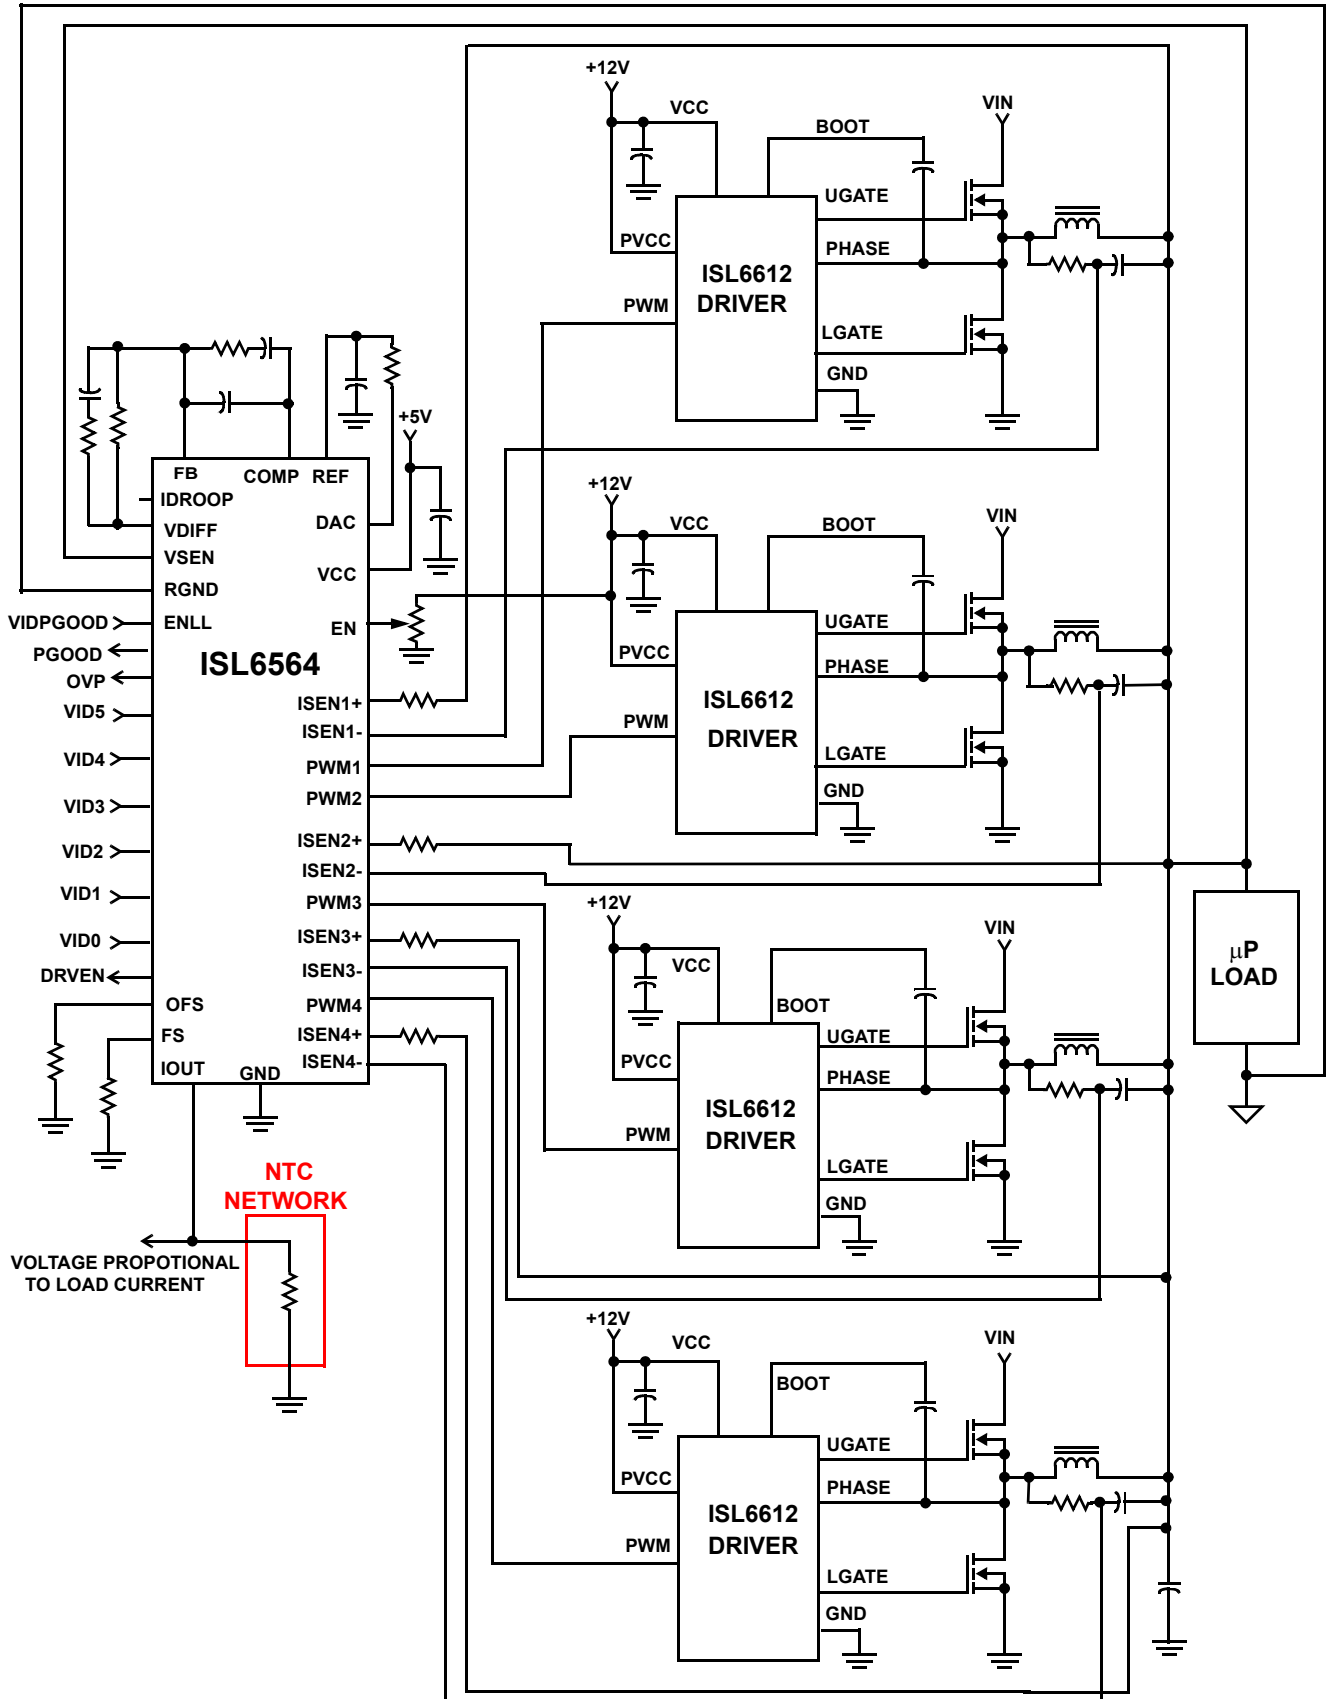 +12V
VCC
BOOT
VIN
UGATE
PVCC
PHASE
ISL6612
DRIVER
PWM
LGATE
GND
+5V
FB
COMP
REF
IDROOP
VDIFF
DAC
VSEN
VCC
RGND
VIDPGOOD
ENLL
EN
PGOOD
ISL6564
OVP
VID5
ISEN1+
ISEN1-
VID4
PWM1
VID3
PWM2
VID2
ISEN2+
ISEN2-
VID1
PWM3
VID0
ISEN3+
DRVEN
ISEN3-
OFS
PWM4
FS
ISEN4+
IOUT
GND
ISEN4-
+12V
VCC
BOOT
VIN
UGATE
PVCC
PHASE
ISL6612
DRIVER
PWM
LGATE
GND
+12V
VCC
BOOT
VIN
UGATE
PVCC
PHASE
ISL6612
DRIVER
PWM
LGATE
GND
μP
LOAD
NTC
NETWORK
VOLTAGE PROPOTIONAL
TO LOAD CURRENT
+12V
VCC
BOOT
VIN
UGATE
PVCC
PHASE
ISL6612
DRIVER
PWM
LGATE
GND